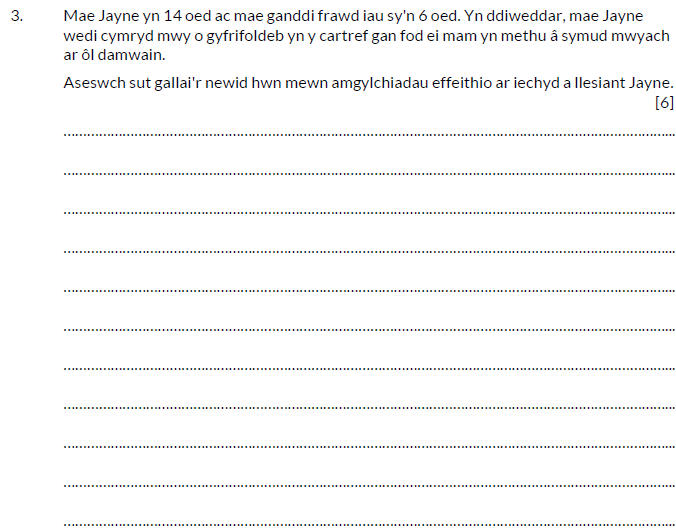 3. Mae Jayne yn 14 oed ac mae ganddi frawd iau sy'n 6 oed. Yn ddiweddar, mae Jayne
wedi cymryd mwy o gyfrifoldeb yn y cartref gan fod ei mam yn methu â symud mwyach
ar ôl damwain.
Aseswch sut gallai'r newid hwn mewn amgylchiadau effeithio ar iechyd a llesiant Jayne.
[6]